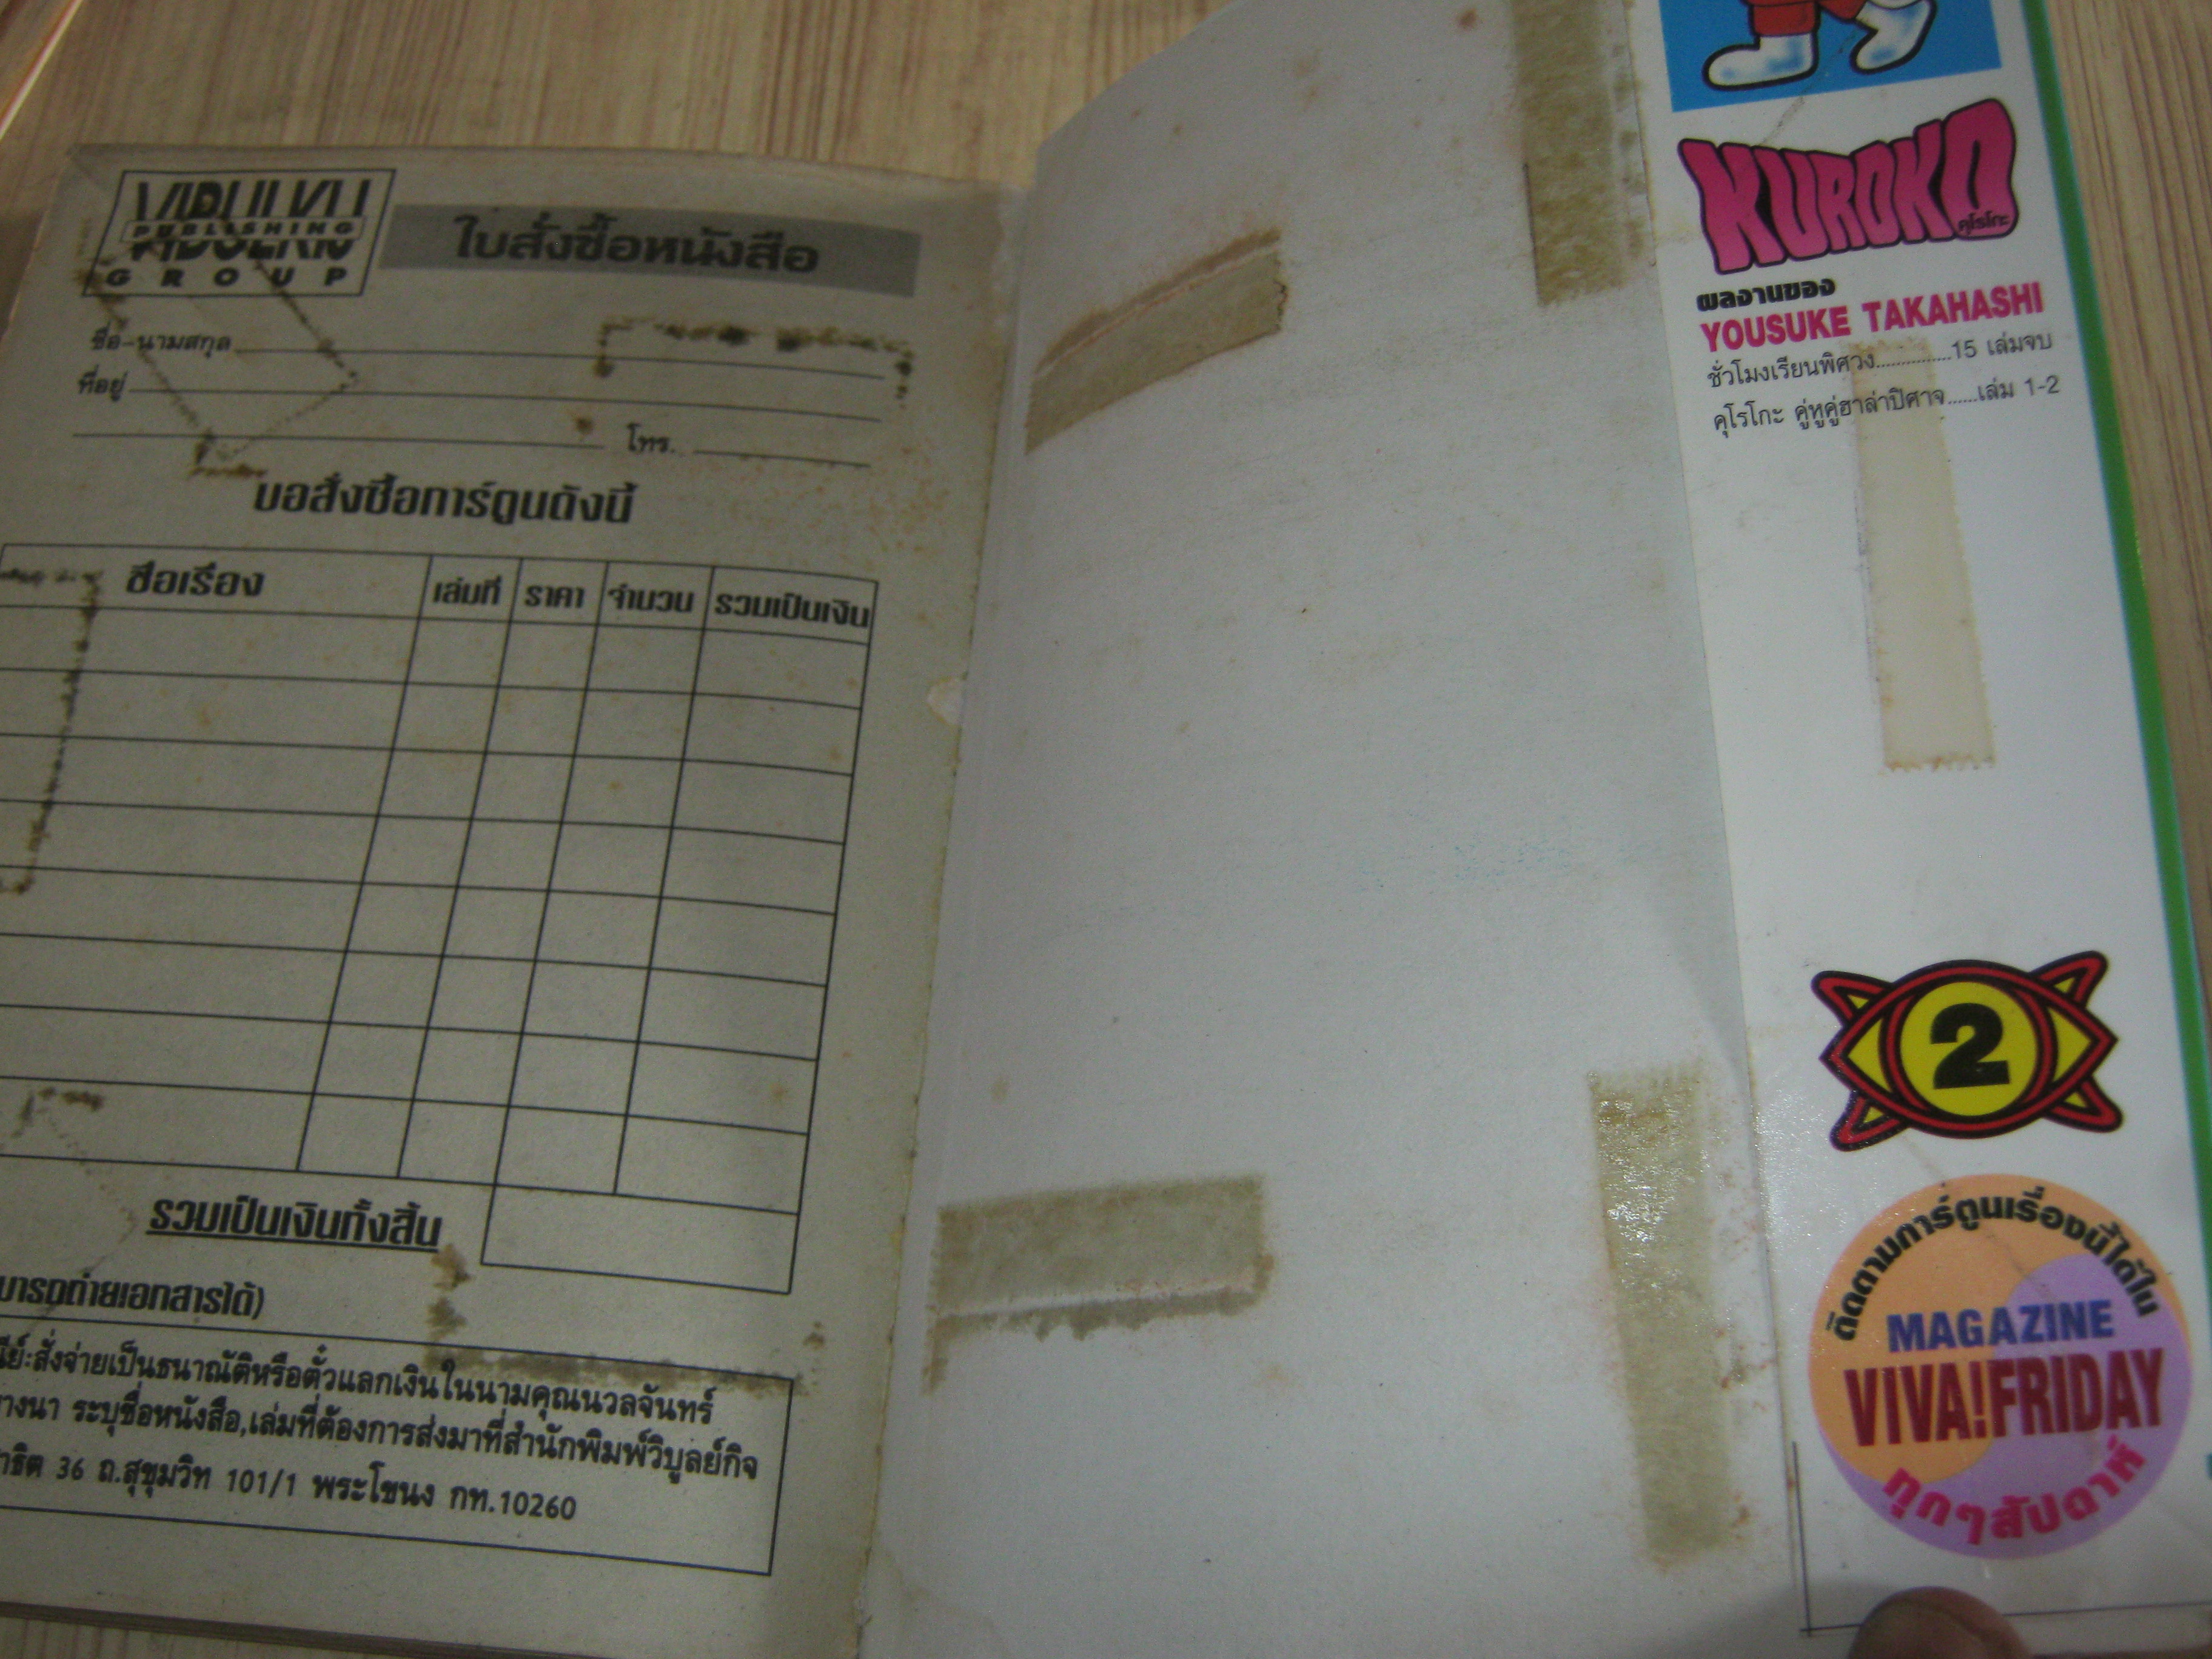 VIBULKIJ
PUBLISHING
GROUP
ใบสั่งซื้อหนังสือ
ชื่อ-นามสกุล
ที่อยู่
โทร.
ขอสั่งซื้อการ์ตูนดังนี้
ชื่อเรื่อง เล่มที่ ราคา จำนวน รวมเป็นเงิน
รวมเป็นเงินทั้งสิ้น
ถ่ายเอกสารได้)
สั่งจ่ายเป็นธนาณัติหรือตั๋วแลกเงินในนามคุณนวลจันทร์
ระบุชื่อหนังสือ,เล่มที่ต้องการส่งมาที่สำนักพิมพ์วิบูลย์กิจ
36 ถ.สุขุมวิท 101/1 พระโขนง กท.10260
KUROKO
คุโรโกะ
ผลงานของ
YOUSUKE TAKAHASHI
ชั่วโมงเรียนพิศวง..............15 เล่มจบ
คุโรโกะ คู่หูคู่ฮาล่าปิศาจ......เล่ม 1-2
2
ติดตามการ์ตูนเรื่องนี้ได้ใน
MAGAZINE
VIVA!FRIDAY
ทุกๆสัปดาห์